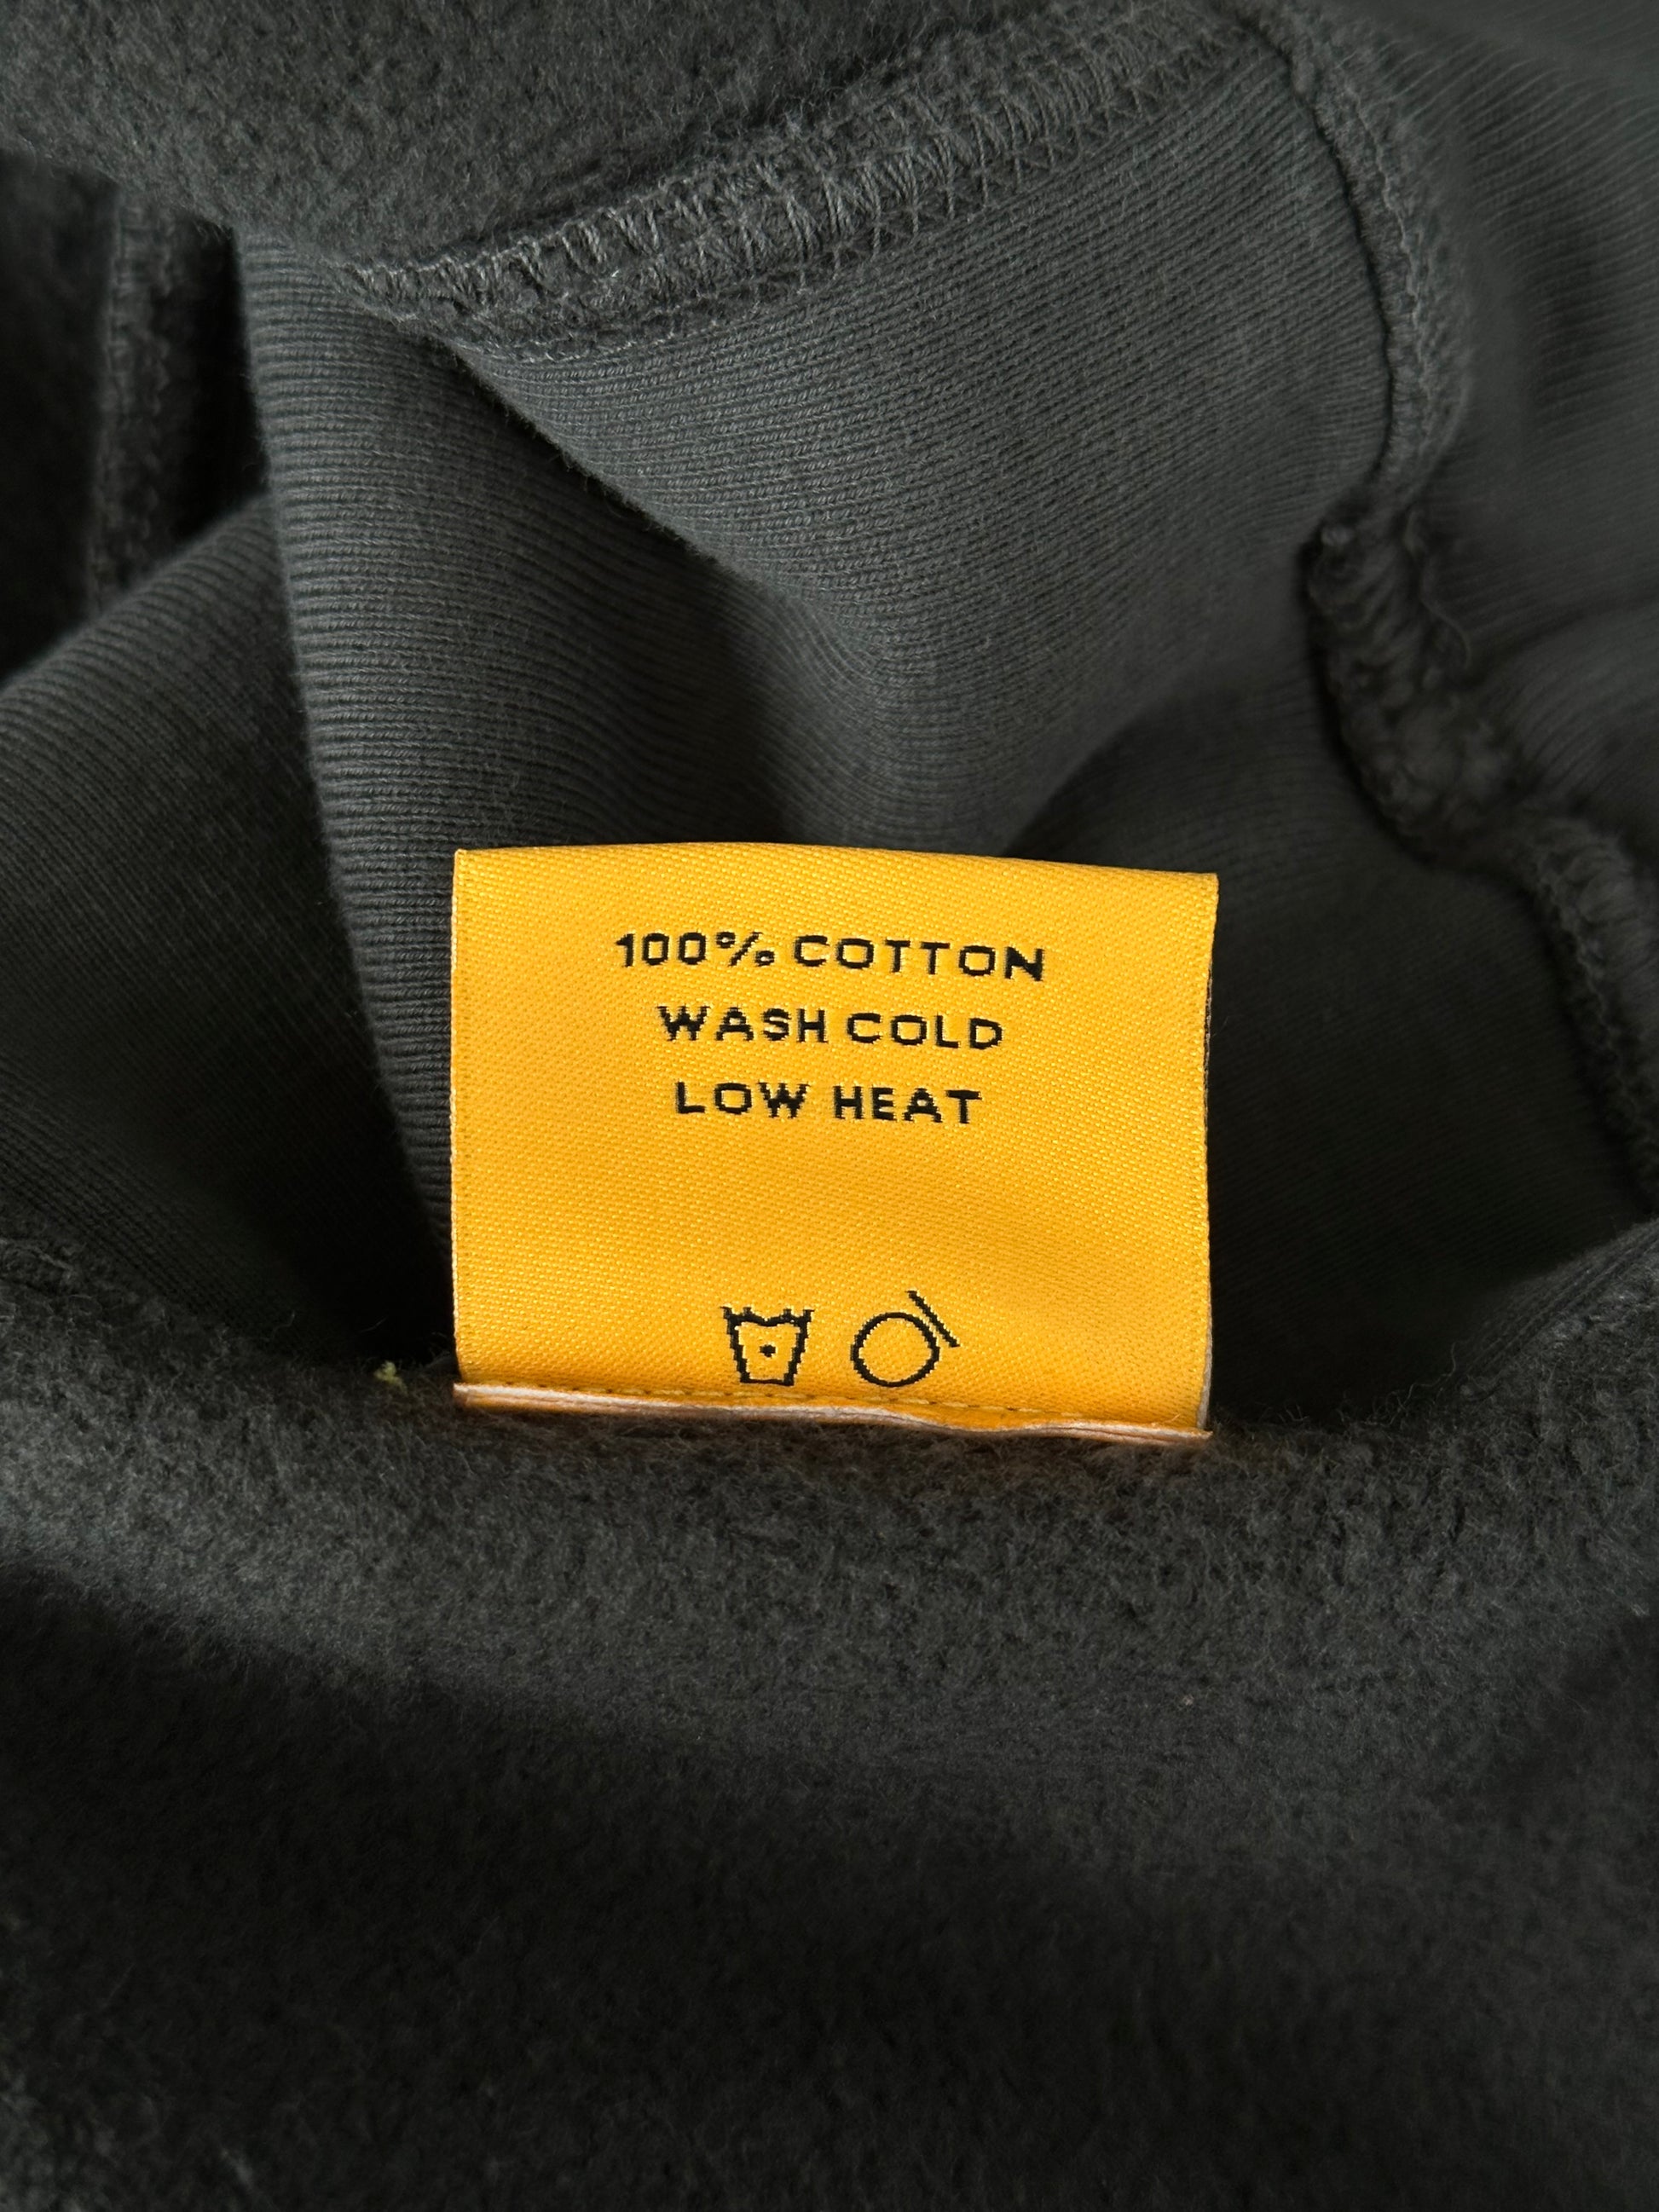 100% COTTON
WASH COLD
LOW HEAT